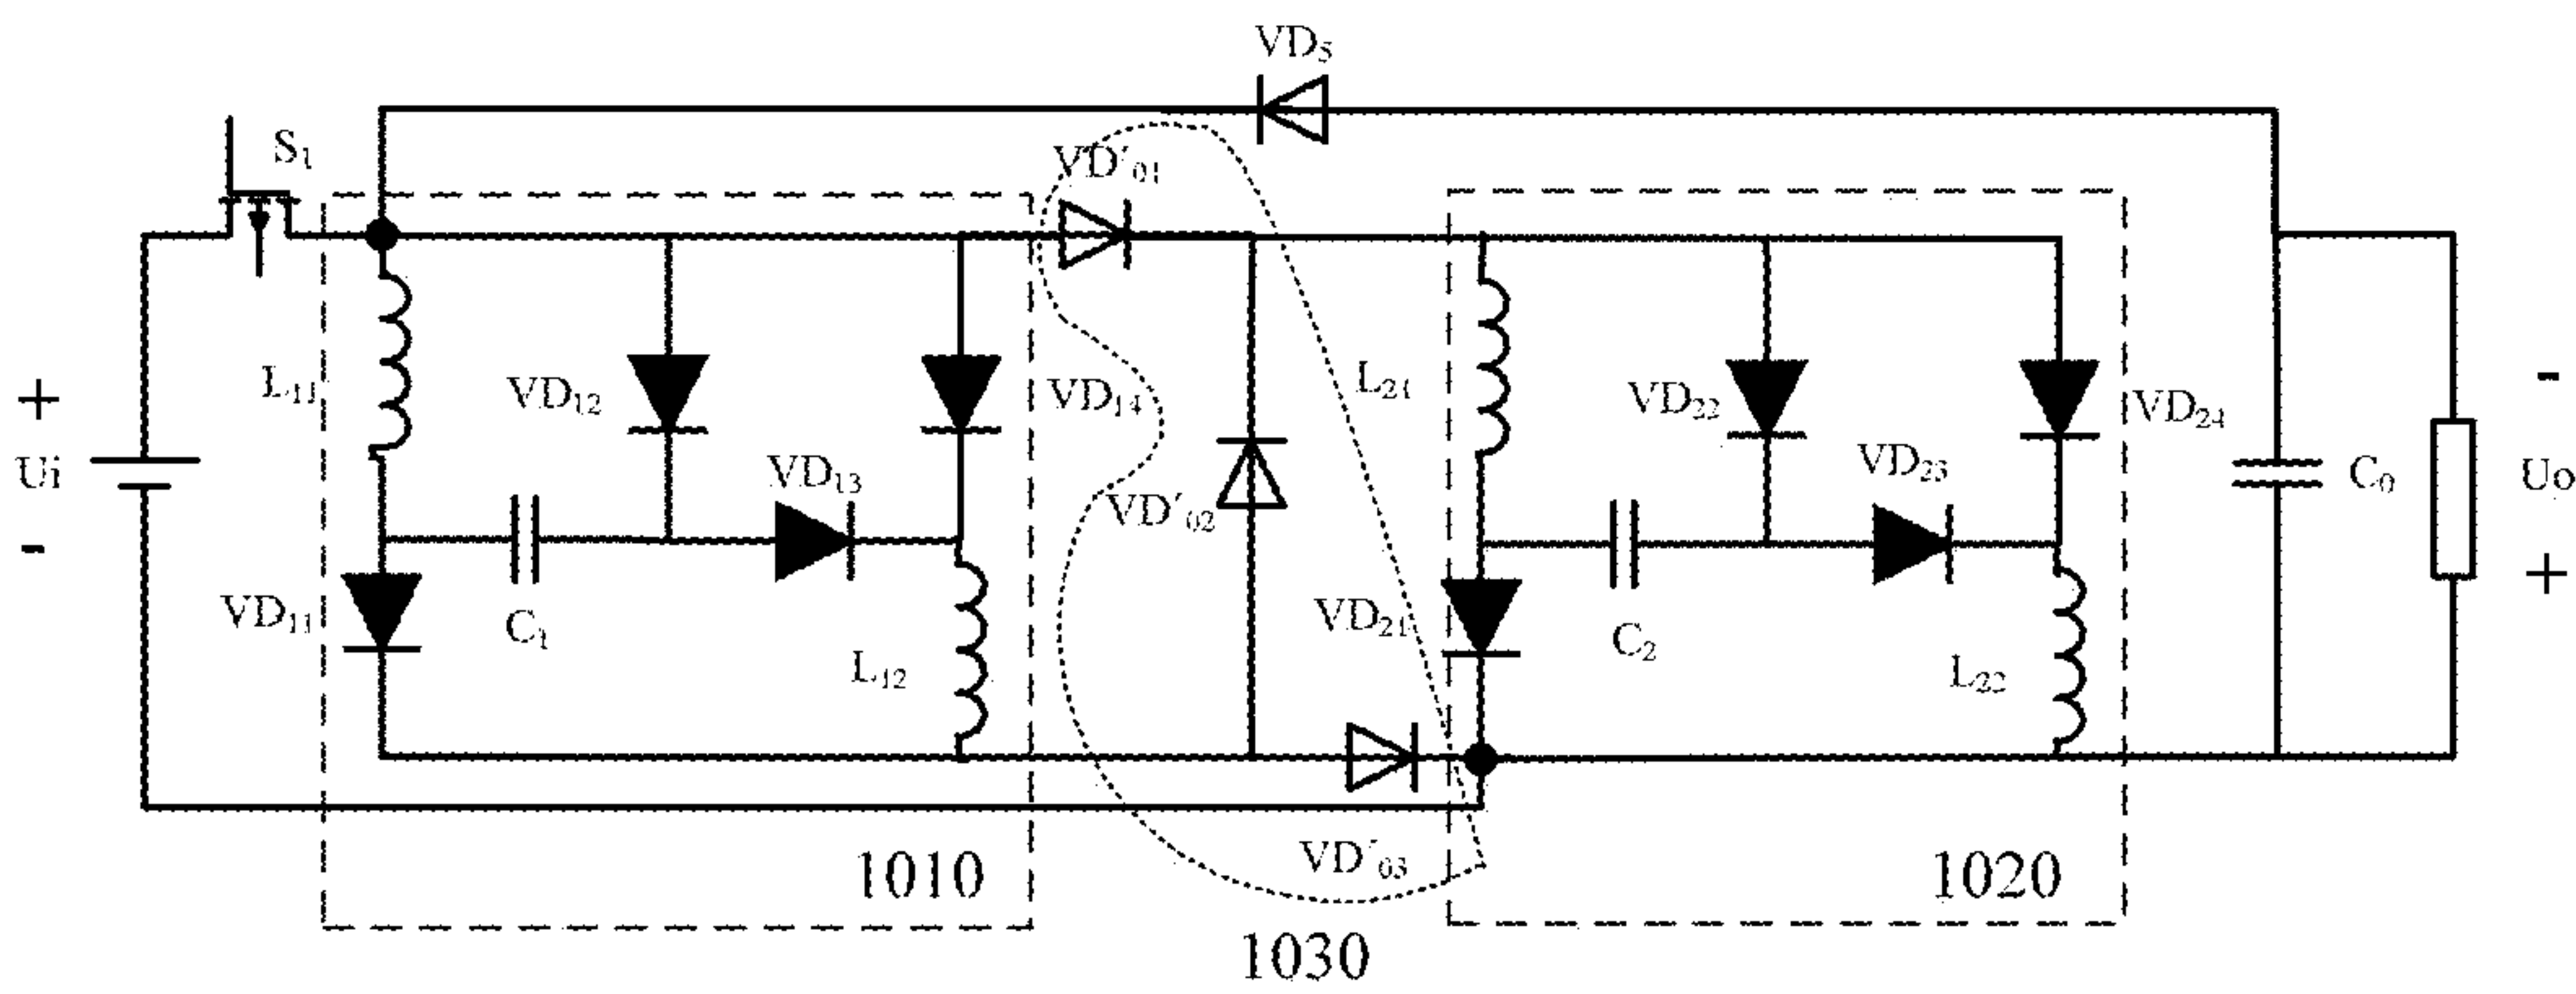 VD₅
S₁
VD´₀₁
+
Ui
-
L₁₁
VD₁₂
VD₁₄
VD₁₃
VD₁₁
C₁
L₁₂
VD´₀₂
L₂₁
VD₂₂
VD₂₄
VD₂₃
VD₂₁
C₂
L₂₂
VD´₀₃
C₀
-
Uo
+
1010
1020
1030